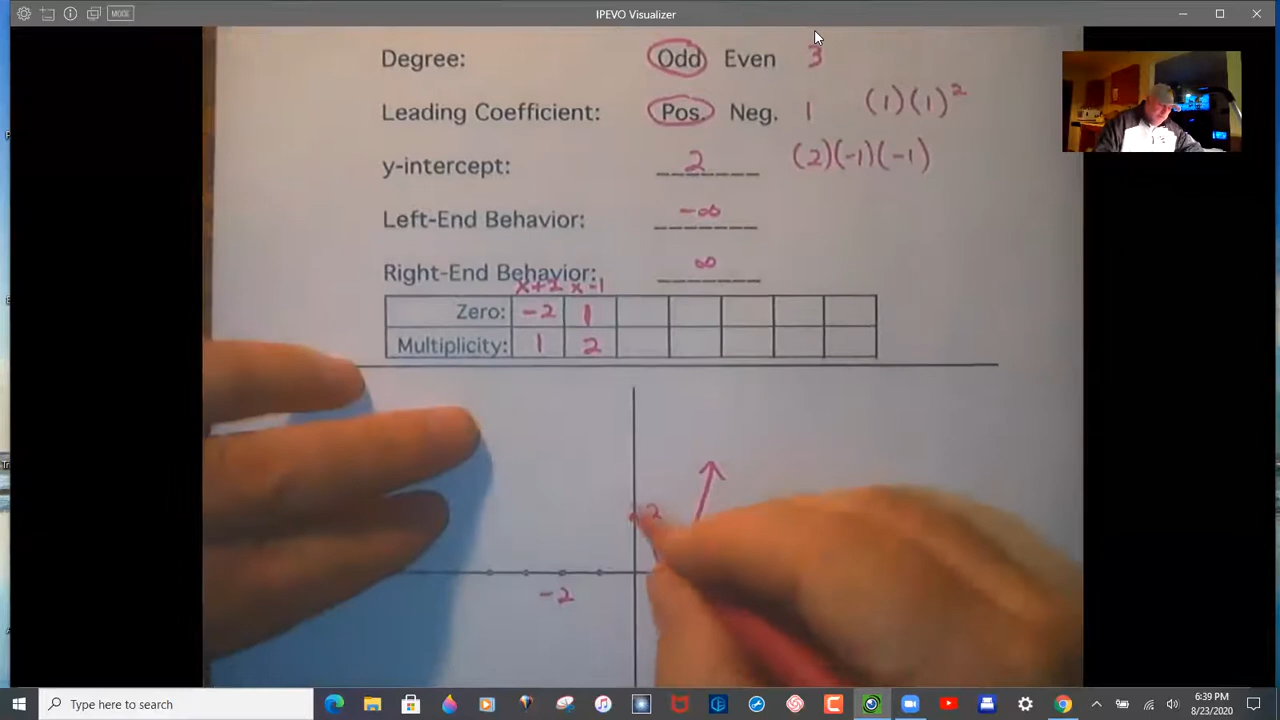 MODE
IPEVO Visualizer
Degree: Odd Even 3
Leading Coefficient: Pos. Neg. 1 (1)(1)²
y-intercept: 2 (2)(-1)(-1)
Left-End Behavior: -∞
Right-End Behavior: ∞
x+2 x-1
Zero: -2 1
Multiplicity: 1 2
2
-2
Type here to search
6:39 PM
8/23/2020